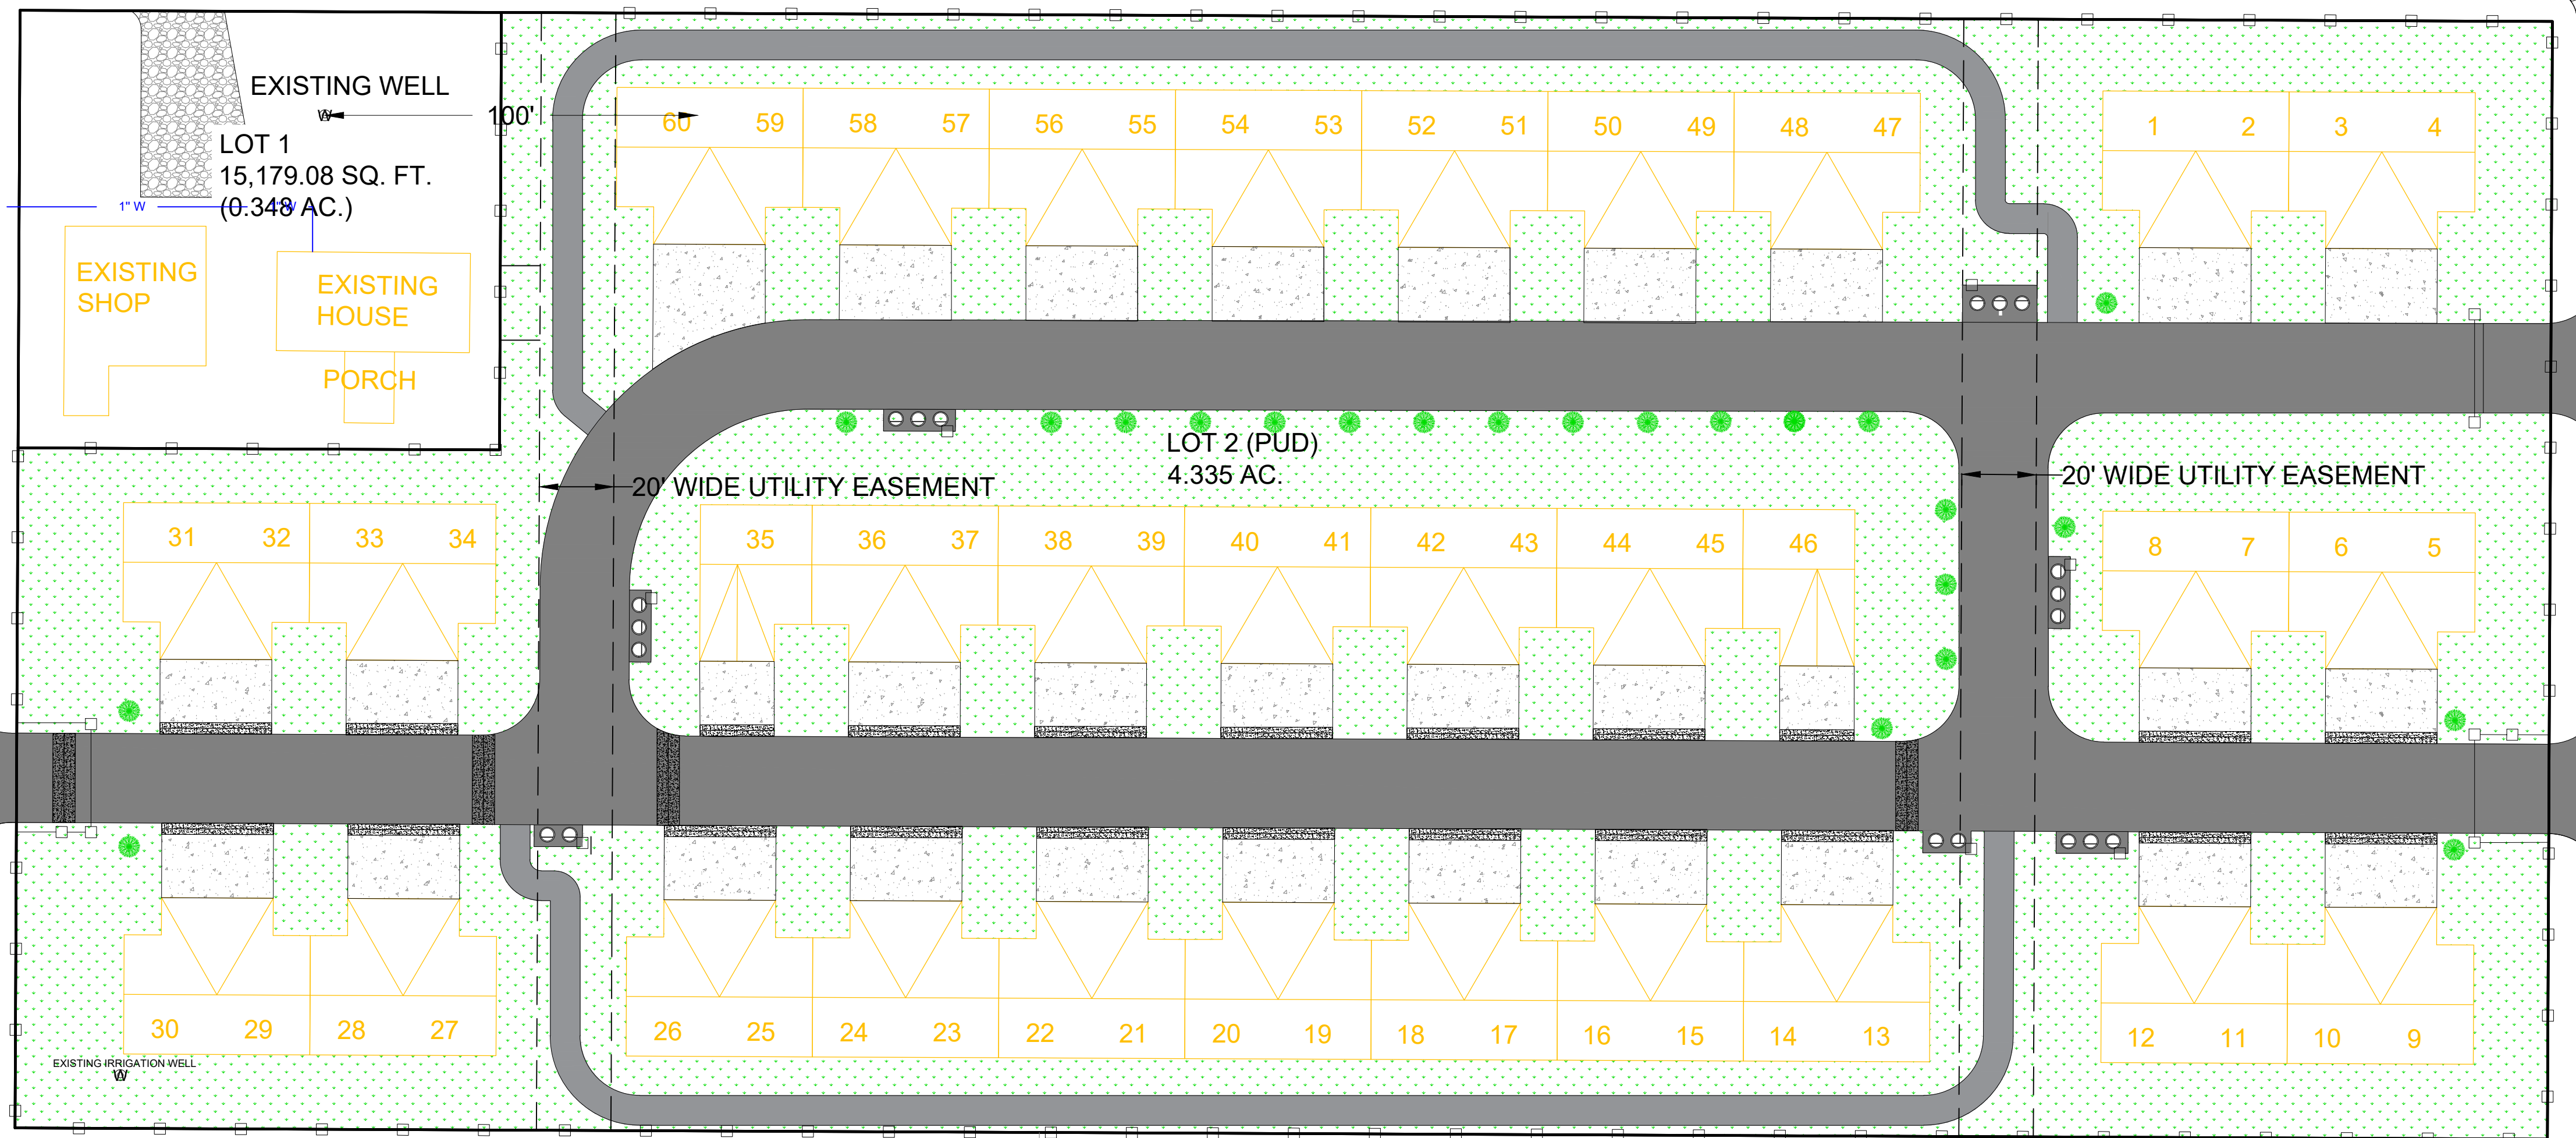 EXISTING WELL
W
100'
LOT 1
15,179.08 SQ. FT.
(0.348 AC.)
1" W
1" W
EXISTING
SHOP
EXISTING
HOUSE
PORCH
60 59 58 57 56 55 54 53 52 51 50 49 48 47
1 2 3 4
LOT 2 (PUD)
4.335 AC.
20' WIDE UTILITY EASEMENT
20' WIDE UTILITY EASEMENT
31 32 33 34
35 36 37 38 39 40 41 42 43 44 45 46
8 7 6 5
30 29 28 27
26 25 24 23 22 21 20 19 18 17 16 15 14 13
12 11 10 9
EXISTING IRRIGATION WELL
W